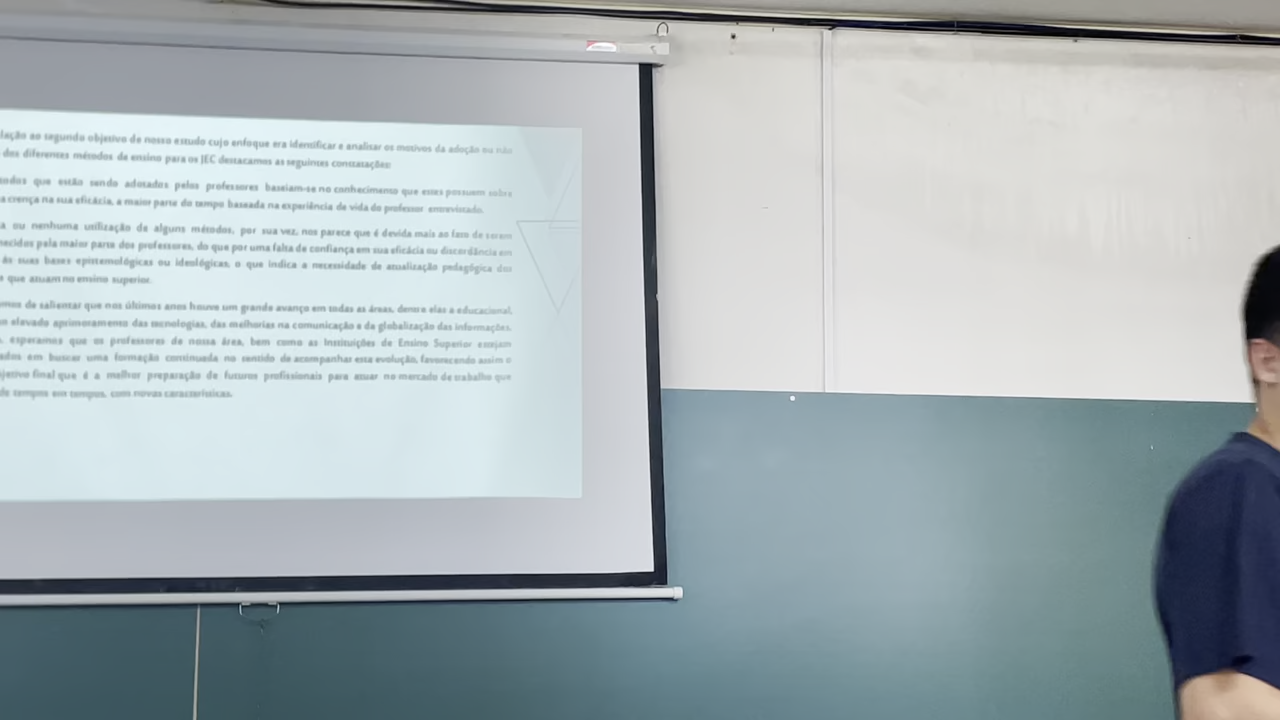 lação ao segundo objetivo de nosso estudo cujo enfoque era identificar e analisar os motivos da adoção ou não
dos diferentes métodos de ensino para os JEC destacamos as seguintes constatações:
todos que estão sendo adotados pelos professores baseiam-se no conhecimento que estes possuem sobre
a crença na sua eficácia, a maior parte do tempo baseada na experiência de vida do professor entrevistado.
a ou nenhuma utilização de alguns métodos, por sua vez, nos parece que é devida mais ao fato de serem
hecidos pela maior parte dos professores, do que por uma falta de confiança em sua eficácia ou discordância em
às suas bases epistemológicas ou ideológicas, o que indica a necessidade de atualização pedagógica dos
que atuam no ensino superior.
mos de salientar que nos últimos anos houve um grande avanço em todas as áreas, dentre elas a educacional,
m elevado aprimoramento das tecnologias, das melhorias na comunicação e da globalização das informações.
, esperamos que os professores de nossa área, bem como as Instituições de Ensino Superior estejam
ados em buscar uma formação continuada no sentido de acompanhar esta evolução, favorecendo assim o
jetivo final que é a melhor preparação de futuros profissionais para atuar no mercado de trabalho que
de tempos em tempos, com novas características.